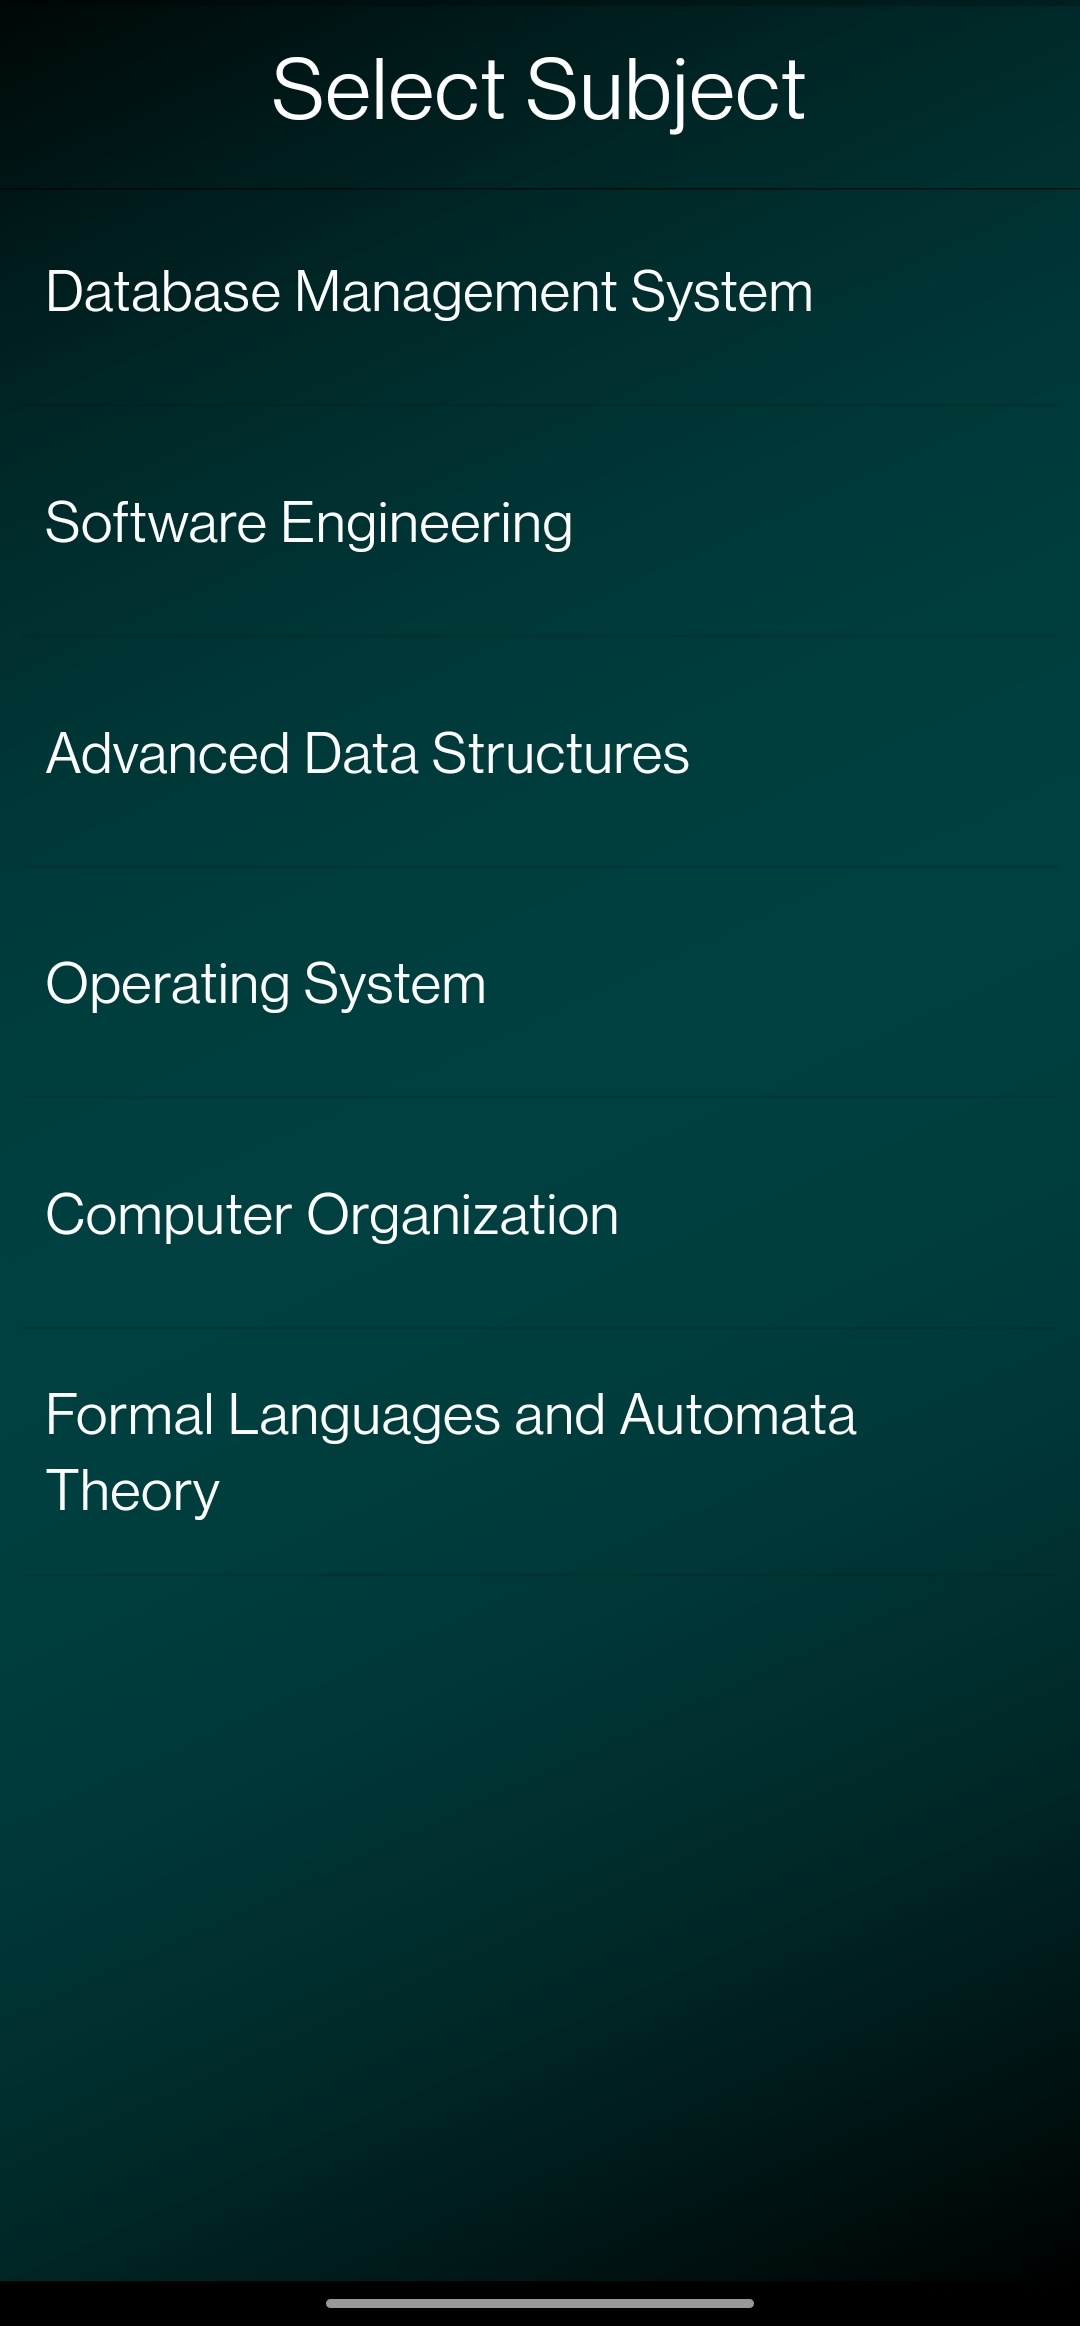 Select Subject
Database Management System
Software Engineering
Advanced Data Structures
Operating System
Computer Organization
Formal Languages and Automata
Theory